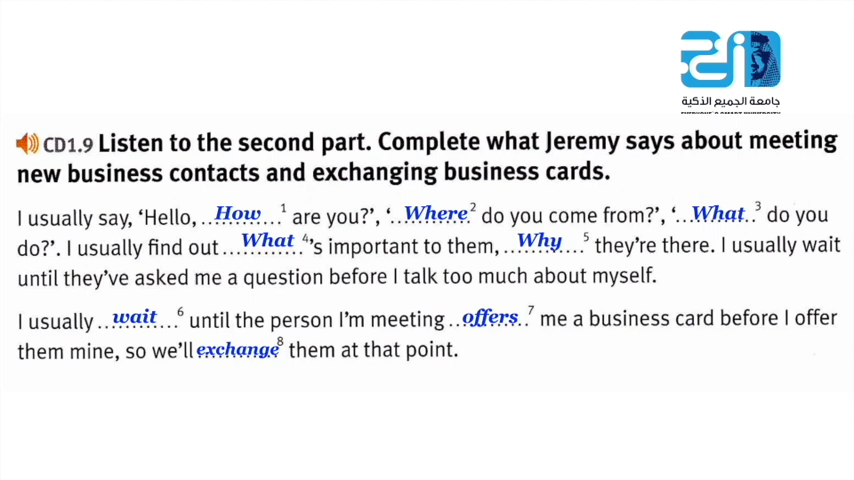 جامعة الجميع الذكية
CD1.9 Listen to the second part. Complete what Jeremy says about meeting
new business contacts and exchanging business cards.
I usually say, ‘Hello, ...How...¹ are you?’, ‘..Where² do you come from?’, ‘...What..³ do you
do?’. I usually find out ...What...⁴’s important to them, ...Why...⁵ they’re there. I usually wait
until they’ve asked me a question before I talk too much about myself.
I usually ...wait...⁶ until the person I’m meeting ..offers..⁷ me a business card before I offer
them mine, so we’ll exchange⁸ them at that point.